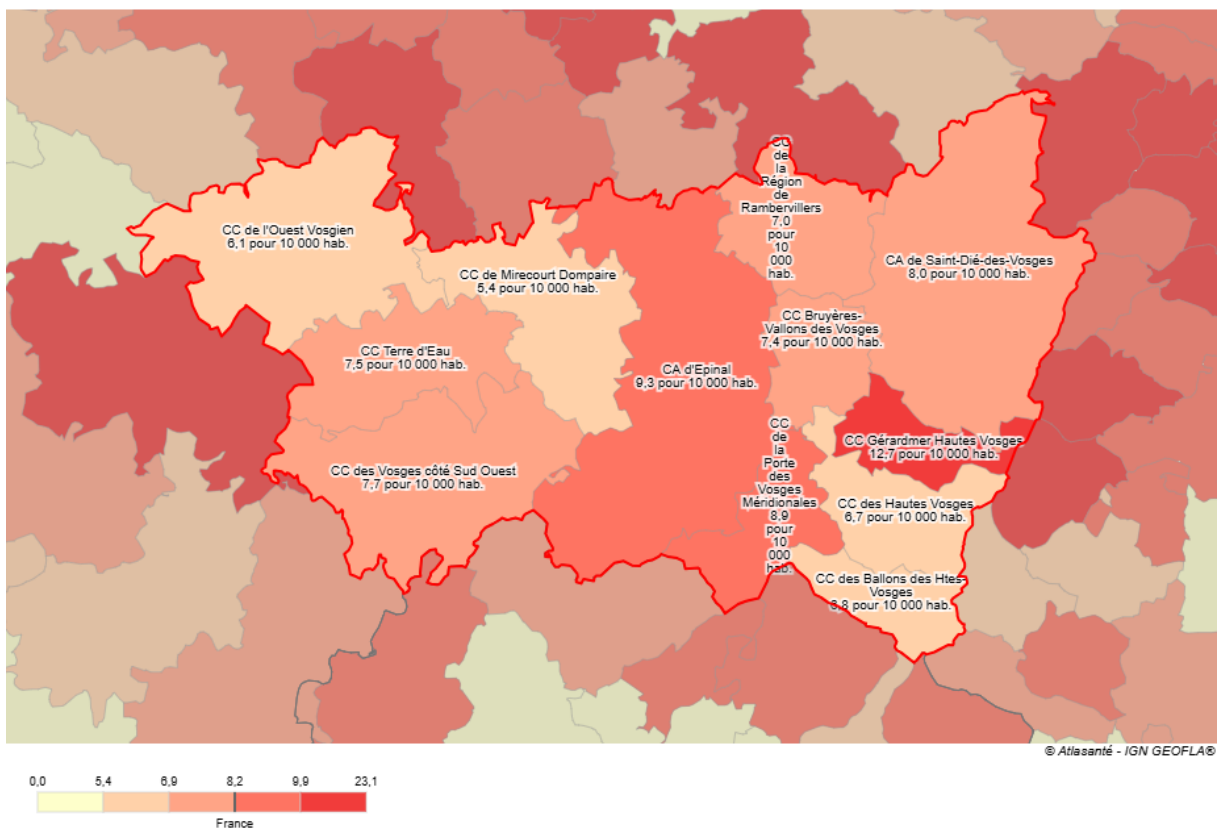 CC
de
la
Région
de
Rambervillers
7,0
pour
10
000
hab.
CC de l'Ouest Vosgien
6,1 pour 10 000 hab.
CA de Saint-Dié-des-Vosges
8,0 pour 10 000 hab.
CC de Mirecourt Dompaire
5,4 pour 10 000 hab.
CC Bruyères-
Vallons des Vosges
7,4 pour 10 000 hab.
CC Terre d'Eau
7,5 pour 10 000 hab.
CA d'Epinal
9,3 pour 10 000 hab.
CC
de
la
Porte
des
Vosges
Méridionales
8,9
pour
10
000
hab.
CC Gérardmer Hautes Vosges
12,7 pour 10 000 hab.
CC des Vosges côté Sud Ouest
7,7 pour 10 000 hab.
CC des Hautes Vosges
6,7 pour 10 000 hab.
CC des Ballons des Htes-
Vosges
pour 10 000 hab.
© Atlasanté - IGN GEOFLA®
0,0 5,4 6,9 8,2 9,9 23,1
France